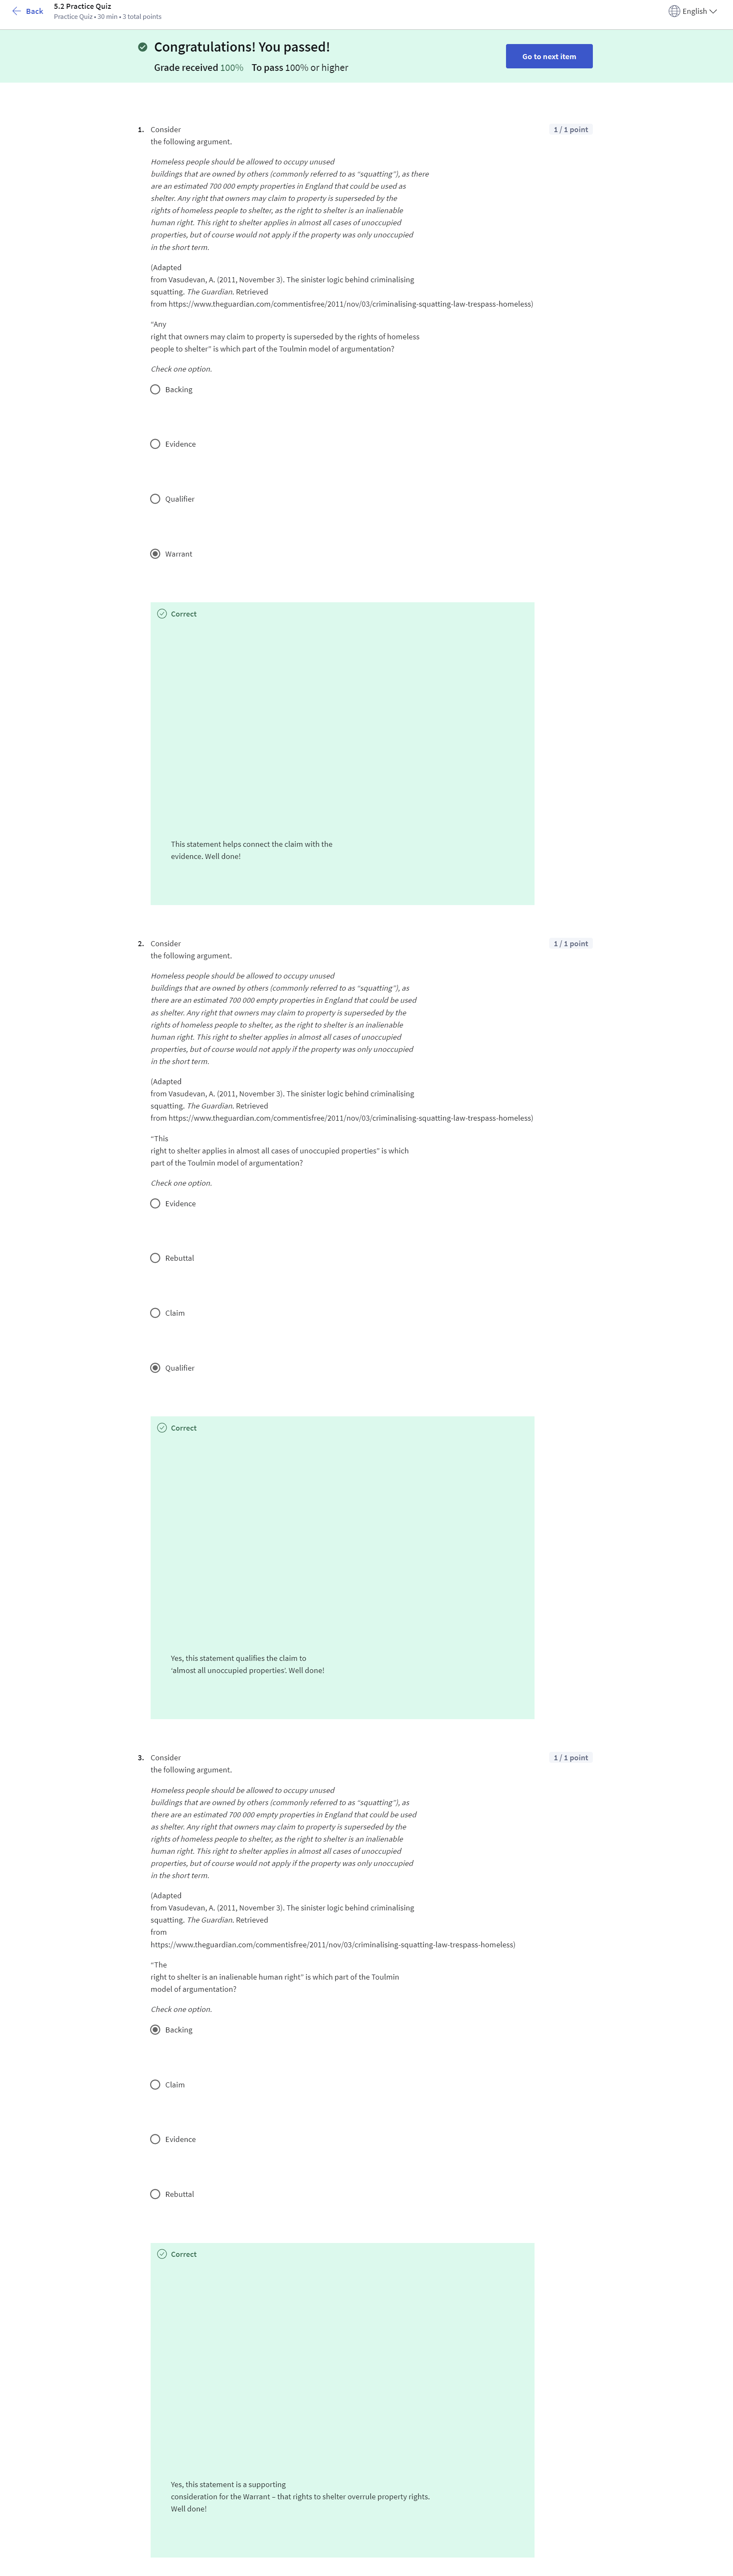 Back
5.2 Practice Quiz
Practice Quiz • 30 min • 3 total points
English
Congratulations! You passed!
Grade received 100% To pass 100% or higher
Go to next item
1. Consider
the following argument.
1 / 1 point
Homeless people should be allowed to occupy unused
buildings that are owned by others (commonly referred to as “squatting”), as there
are an estimated 700 000 empty properties in England that could be used as
shelter. Any right that owners may claim to property is superseded by the
rights of homeless people to shelter, as the right to shelter is an inalienable
human right. This right to shelter applies in almost all cases of unoccupied
properties, but of course would not apply if the property was only unoccupied
in the short term.
(Adapted
from Vasudevan, A. (2011, November 3). The sinister logic behind criminalising
squatting. The Guardian. Retrieved
from https://www.theguardian.com/commentisfree/2011/nov/03/criminalising-squatting-law-trespass-homeless)
“Any
right that owners may claim to property is superseded by the rights of homeless
people to shelter” is which part of the Toulmin model of argumentation?
Check one option.
Backing
Evidence
Qualifier
Warrant
Correct
This statement helps connect the claim with the
evidence. Well done!
2. Consider
the following argument.
1 / 1 point
Homeless people should be allowed to occupy unused
buildings that are owned by others (commonly referred to as “squatting”), as
there are an estimated 700 000 empty properties in England that could be used
as shelter. Any right that owners may claim to property is superseded by the
rights of homeless people to shelter, as the right to shelter is an inalienable
human right. This right to shelter applies in almost all cases of unoccupied
properties, but of course would not apply if the property was only unoccupied
in the short term.
(Adapted
from Vasudevan, A. (2011, November 3). The sinister logic behind criminalising
squatting. The Guardian. Retrieved
from https://www.theguardian.com/commentisfree/2011/nov/03/criminalising-squatting-law-trespass-homeless)
“This
right to shelter applies in almost all cases of unoccupied properties” is which
part of the Toulmin model of argumentation?
Check one option.
Evidence
Rebuttal
Claim
Qualifier
Correct
Yes, this statement qualifies the claim to
‘almost all unoccupied properties’. Well done!
3. Consider
the following argument.
1 / 1 point
Homeless people should be allowed to occupy unused
buildings that are owned by others (commonly referred to as “squatting”), as
there are an estimated 700 000 empty properties in England that could be used
as shelter. Any right that owners may claim to property is superseded by the
rights of homeless people to shelter, as the right to shelter is an inalienable
human right. This right to shelter applies in almost all cases of unoccupied
properties, but of course would not apply if the property was only unoccupied
in the short term.
(Adapted
from Vasudevan, A. (2011, November 3). The sinister logic behind criminalising
squatting. The Guardian. Retrieved
from
https://www.theguardian.com/commentisfree/2011/nov/03/criminalising-squatting-law-trespass-homeless)
“The
right to shelter is an inalienable human right” is which part of the Toulmin
model of argumentation?
Check one option.
Backing
Claim
Evidence
Rebuttal
Correct
Yes, this statement is a supporting
consideration for the Warrant – that rights to shelter overrule property rights.
Well done!